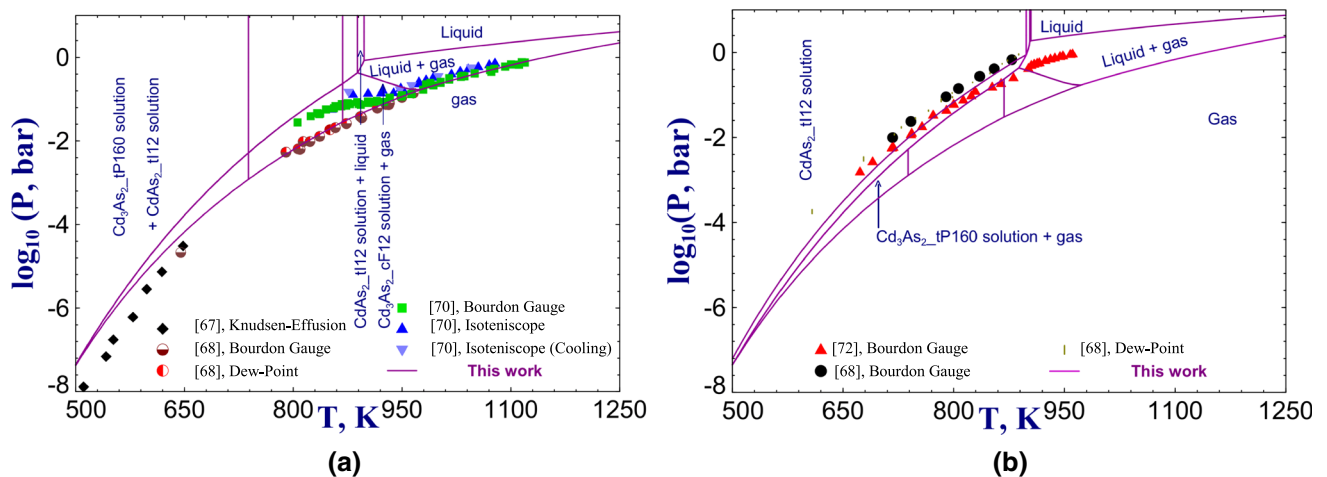 log₁₀ (P, bar)
0
-2
-4
-6
-8
500
650
800
950
1100
1250
T, K
Cd₃As₂_tP160 solution
+ CdAs₂_tI12 solution
Liquid
Liquid + gas
gas
CdAs₂_tI12 solution + liquid
Cd₃As₂_cF12 solution + gas
[67], Knudsen-Effusion
[68], Bourdon Gauge
[68], Dew-Point
[70], Bourdon Gauge
[70], Isoteniscope
[70], Isoteniscope (Cooling)
This work
(a)
log₁₀(P, bar)
0
-2
-4
-6
-8
500
650
800
950
1100
1250
T, K
CdAs₂_tI12 solution
Liquid
Liquid + gas
Gas
Cd₃As₂_tP160 solution + gas
[72], Bourdon Gauge
[68], Bourdon Gauge
[68], Dew-Point
This work
(b)